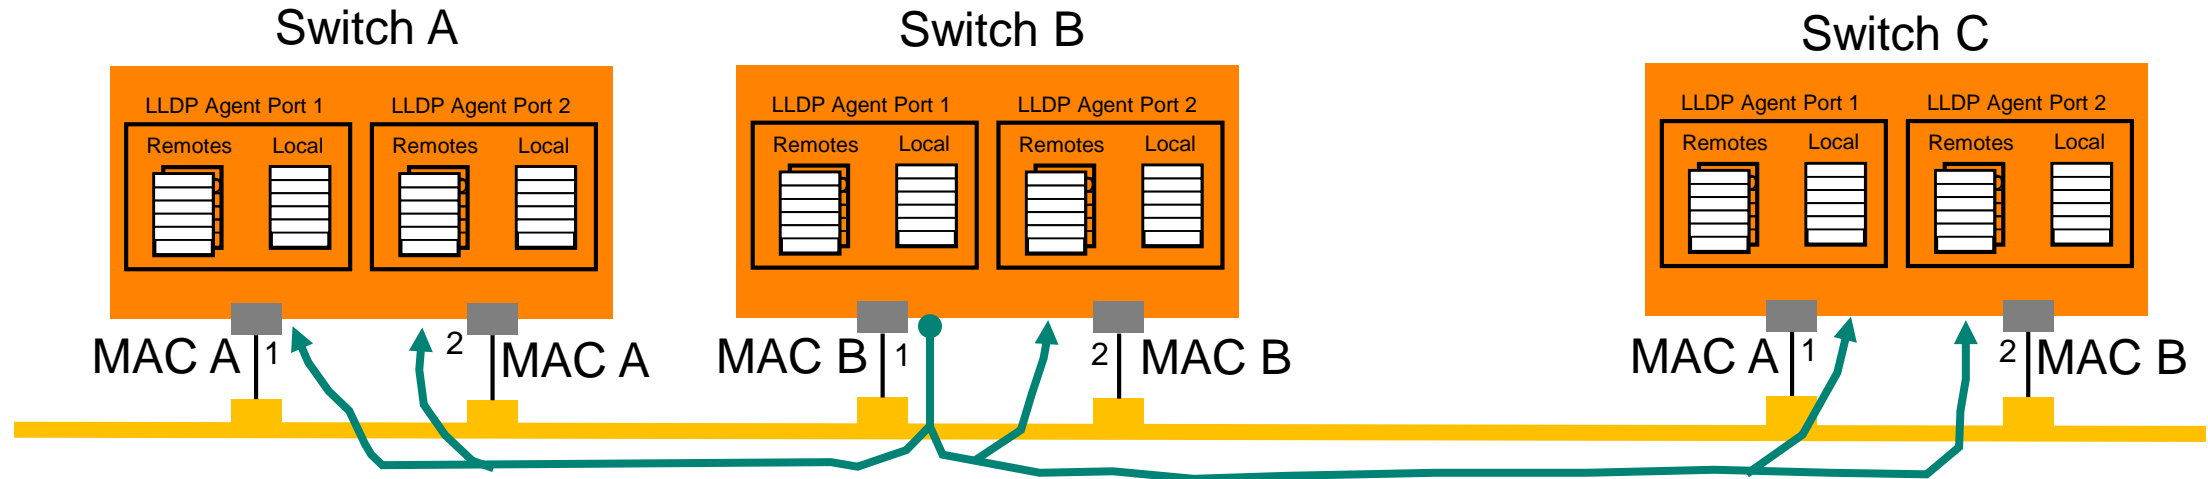 Switch A
LLDP Agent Port 1
LLDP Agent Port 2
Remotes
Local
Remotes
Local
MAC A
1
2
MAC A
Switch B
LLDP Agent Port 1
LLDP Agent Port 2
Remotes
Local
Remotes
Local
MAC B
1
2
MAC B
Switch C
LLDP Agent Port 1
LLDP Agent Port 2
Remotes
Local
Remotes
Local
MAC A
1
2
MAC B